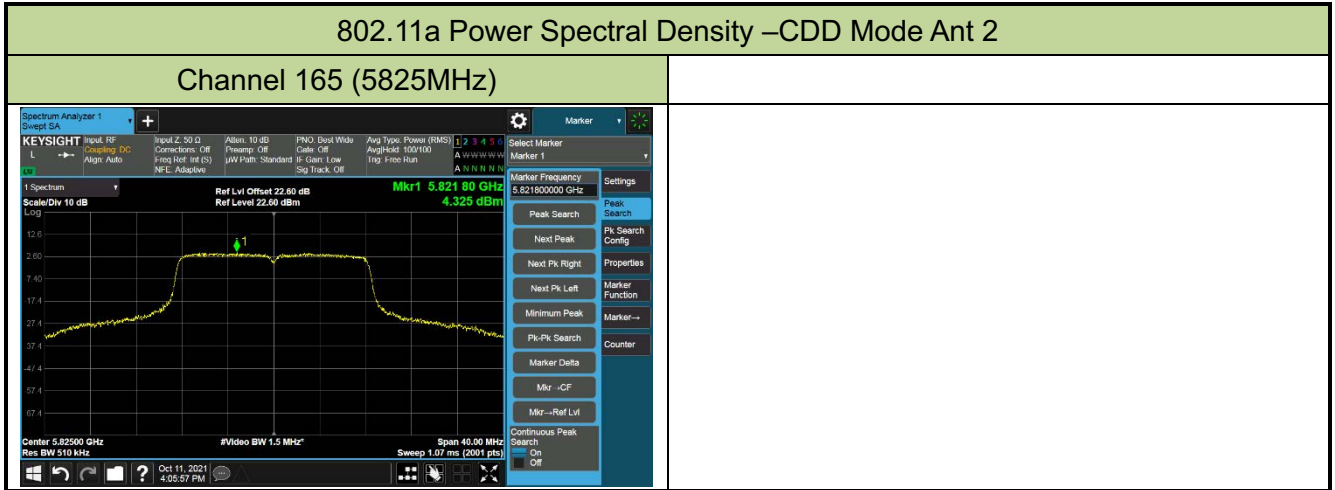 802.11a Power Spectral Density –CDD Mode Ant 2
Channel 165 (5825MHz)
Spectrum Analyzer 1
Swept SA
+
KEYSIGHT
L
Input: RF
Coupling: DC
Align: Auto
Input Z: 50 Ω
Corrections: Off
Freq Ref: Int (S)
NFE: Adaptive
Atten: 10 dB
Preamp: Off
µW Path: Standard
PNO: Best Wide
Gate: Off
IF Gain: Low
Sig Track: Off
Avg Type: Power (RMS)
Avg|Hold: 100/100
Trig: Free Run
1 2 3 4 5 6
A W W W W W
A N N N N N
1 Spectrum
Scale/Div 10 dB
Log
Ref Lvl Offset 22.60 dB
Ref Level 22.60 dBm
Mkr1 5.821 80 GHz
4.325 dBm
12.6
2.60
-7.40
-17.4
-27.4
-37.4
-47.4
-57.4
-67.4
1
Center 5.82500 GHz
Res BW 510 kHz
#Video BW 1.5 MHz*
Span 40.00 MHz
Sweep 1.07 ms (2001 pts)
Oct 11, 2021
4:05:57 PM
?
Marker
Select Marker
Marker 1
Marker Frequency
5.821800000 GHz
Peak Search
Next Peak
Next Pk Right
Next Pk Left
Minimum Peak
Pk-Pk Search
Marker Delta
Mkr→CF
Mkr→Ref Lvl
Continuous Peak
Search
On
Off
Settings
Peak
Search
Pk Search
Config
Properties
Marker
Function
Marker→
Counter